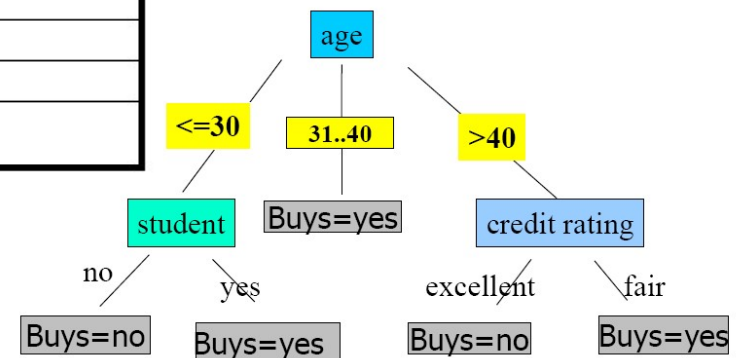 age
<=30
31..40
>40
student
Buys=yes
credit rating
no
yes
excellent
fair
Buys=no
Buys=yes
Buys=no
Buys=yes